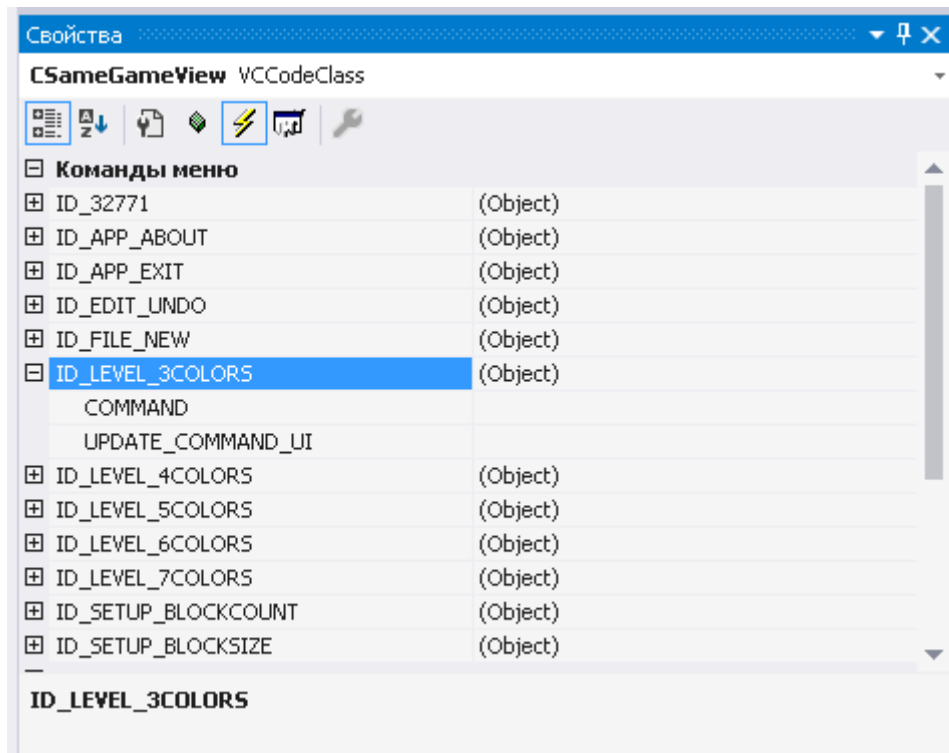 Свойства
CSameGameView VCCodeClass
Команды меню
ID_32771 (Object)
ID_APP_ABOUT (Object)
ID_APP_EXIT (Object)
ID_EDIT_UNDO (Object)
ID_FILE_NEW (Object)
ID_LEVEL_3COLORS (Object)
COMMAND
UPDATE_COMMAND_UI
ID_LEVEL_4COLORS (Object)
ID_LEVEL_5COLORS (Object)
ID_LEVEL_6COLORS (Object)
ID_LEVEL_7COLORS (Object)
ID_SETUP_BLOCKCOUNT (Object)
ID_SETUP_BLOCKSIZE (Object)
ID_LEVEL_3COLORS